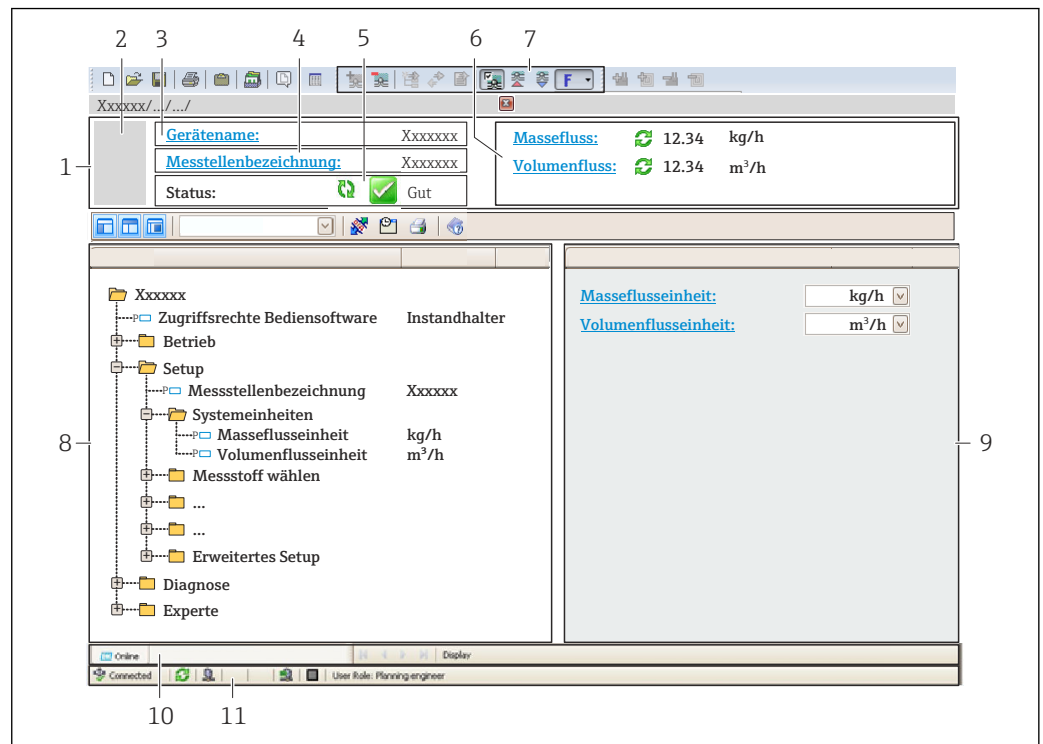 2 3 4 5 6 7
F
Xxxxxx/.../.../
1
Gerätename: Xxxxxxx
Messtellenbezeichnung: Xxxxxxx
Status: Gut
Massefluss: 12.34 kg/h
Volumenfluss: 12.34 m³/h
8
Xxxxxx
P Zugriffsrechte Bediensoftware Instandhalter
Betrieb
Setup
P Messstellenbezeichnung Xxxxxx
Systemeinheiten
P Masseflusseinheit kg/h
P Volumenflusseinheit m³/h
Messstoff wählen
...
...
Erweitertes Setup
Diagnose
Experte
Masseflusseinheit: kg/h
Volumenflusseinheit: m³/h
9
Online Display
Connected User Role: Planning engineer
10 11